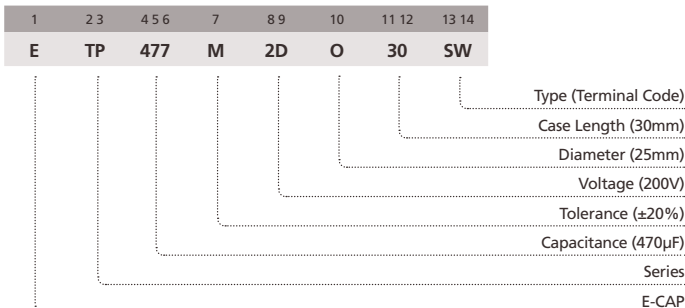 1 2 3 4 5 6 7 8 9 10 11 12 13 14
E TP 477 M 2D O 30 SW
Type (Terminal Code)
Case Length (30mm)
Diameter (25mm)
Voltage (200V)
Tolerance (±20%)
Capacitance (470µF)
Series
E-CAP